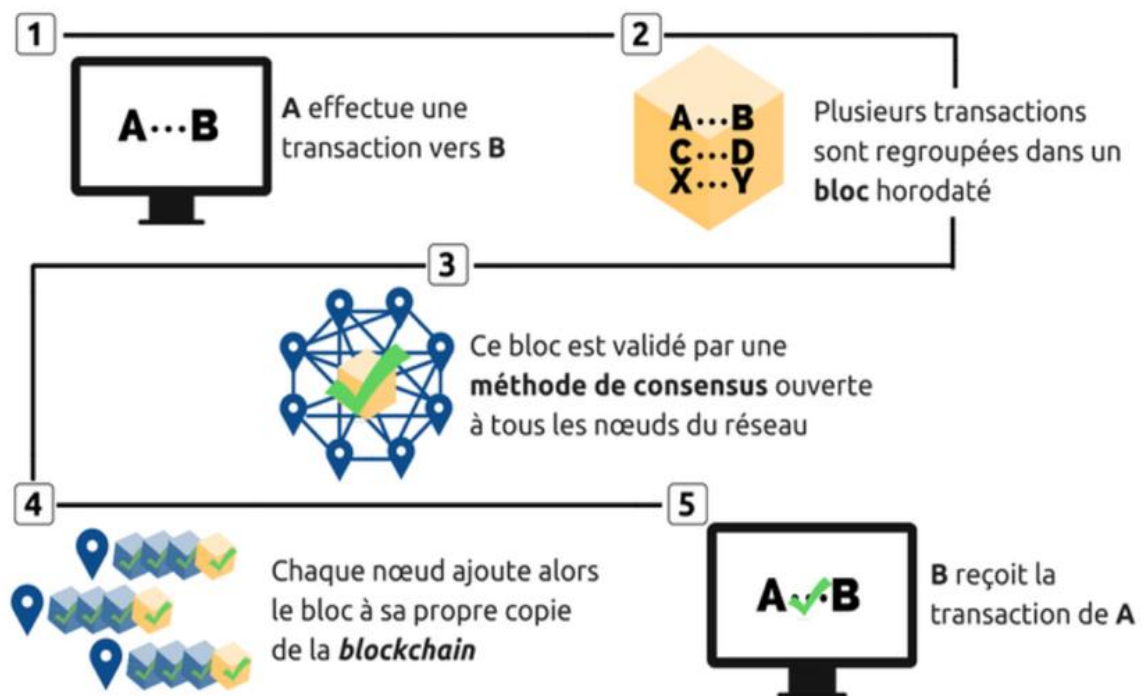 1
A...B
A effectue une
transaction vers B
2
A...B
C...D
X...Y
Plusieurs transactions
sont regroupées dans un
bloc horodaté
3
Ce bloc est validé par une
méthode de consensus ouverte
à tous les nœuds du réseau
4
Chaque nœud ajoute alors
le bloc à sa propre copie
de la blockchain
5
A...B
B reçoit la
transaction de A